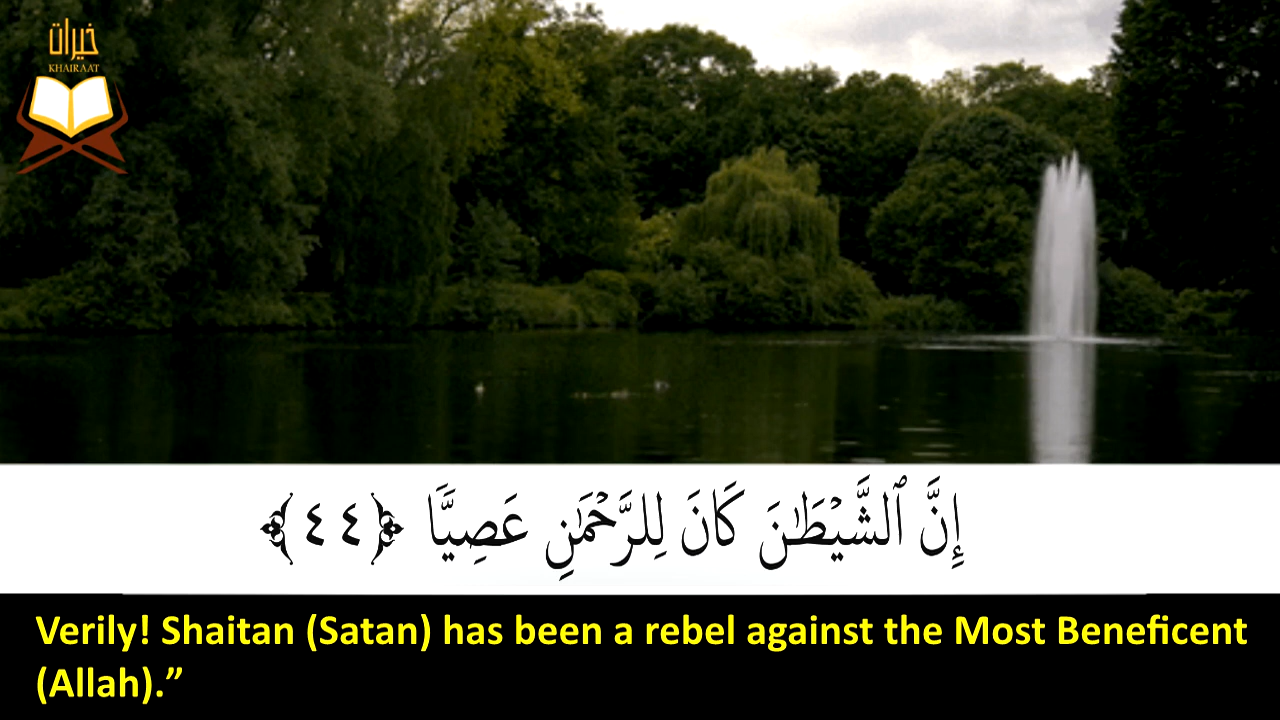 خيرات
KHAIRAAT
إِنَّ ٱلشَّيْطَـٰنَ كَانَ لِلرَّحْمَـٰنِ عَصِيًّا ﴿٤٤﴾
Verily! Shaitan (Satan) has been a rebel against the Most Beneficent
(Allah).”